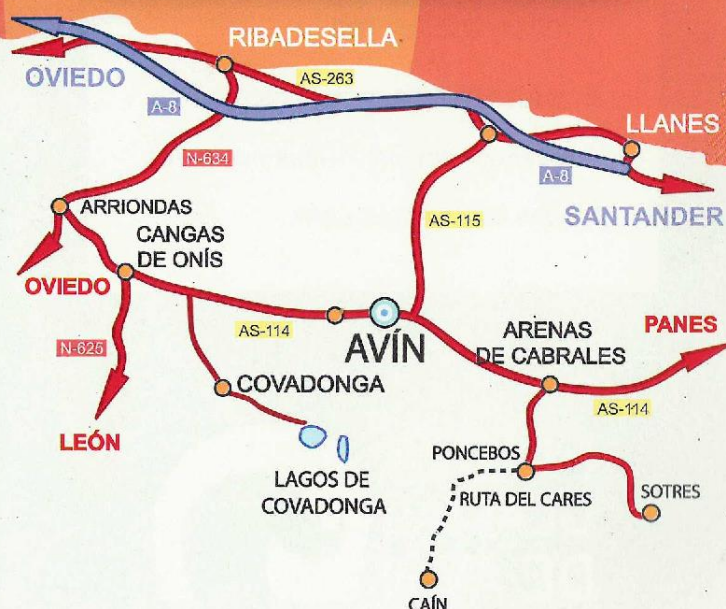 RIBADESELLA
OVIEDO
AS-263
A-8
LLANES
N-634
A-8
ARRIONDAS
AS-115
SANTANDER
CANGAS
DE ONÍS
OVIEDO
AS-114
AVÍN
ARENAS
DE CABRALES
PANES
N-625
COVADONGA
AS-114
LEÓN
LAGOS DE
COVADONGA
PONCEBOS
RUTA DEL CARES
SOTRES
CAÍN